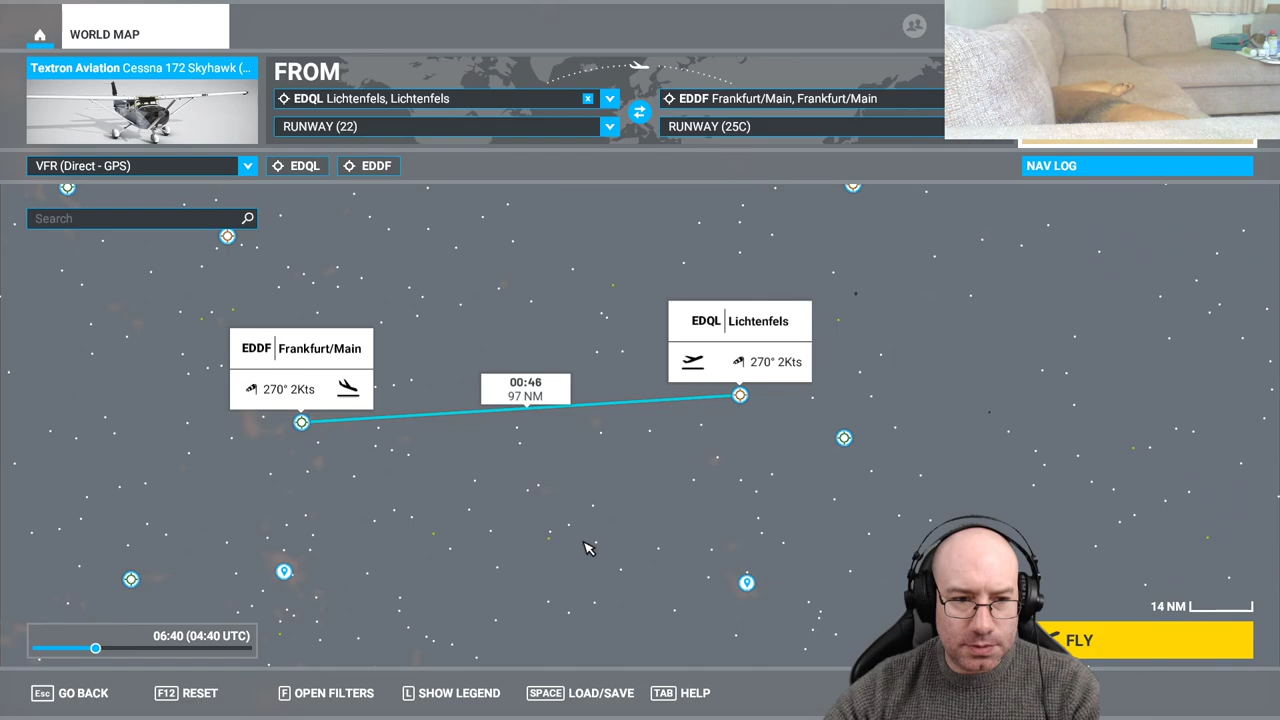 WORLD MAP
Textron Aviation Cessna 172 Skyhawk (...
FROM
EDQL Lichtenfels, Lichtenfels
x
EDDF Frankfurt/Main, Frankfurt/Main
RUNWAY (22)
RUNWAY (25C)
VFR (Direct - GPS)
EDQL
EDDF
NAV LOG
Search
EDQL Lichtenfels
270° 2Kts
EDDF Frankfurt/Main
270° 2Kts
00:46
97 NM
14 NM
06:40 (04:40 UTC)
FLY
Esc GO BACK
F12 RESET
F OPEN FILTERS
L SHOW LEGEND
SPACE LOAD/SAVE
TAB HELP